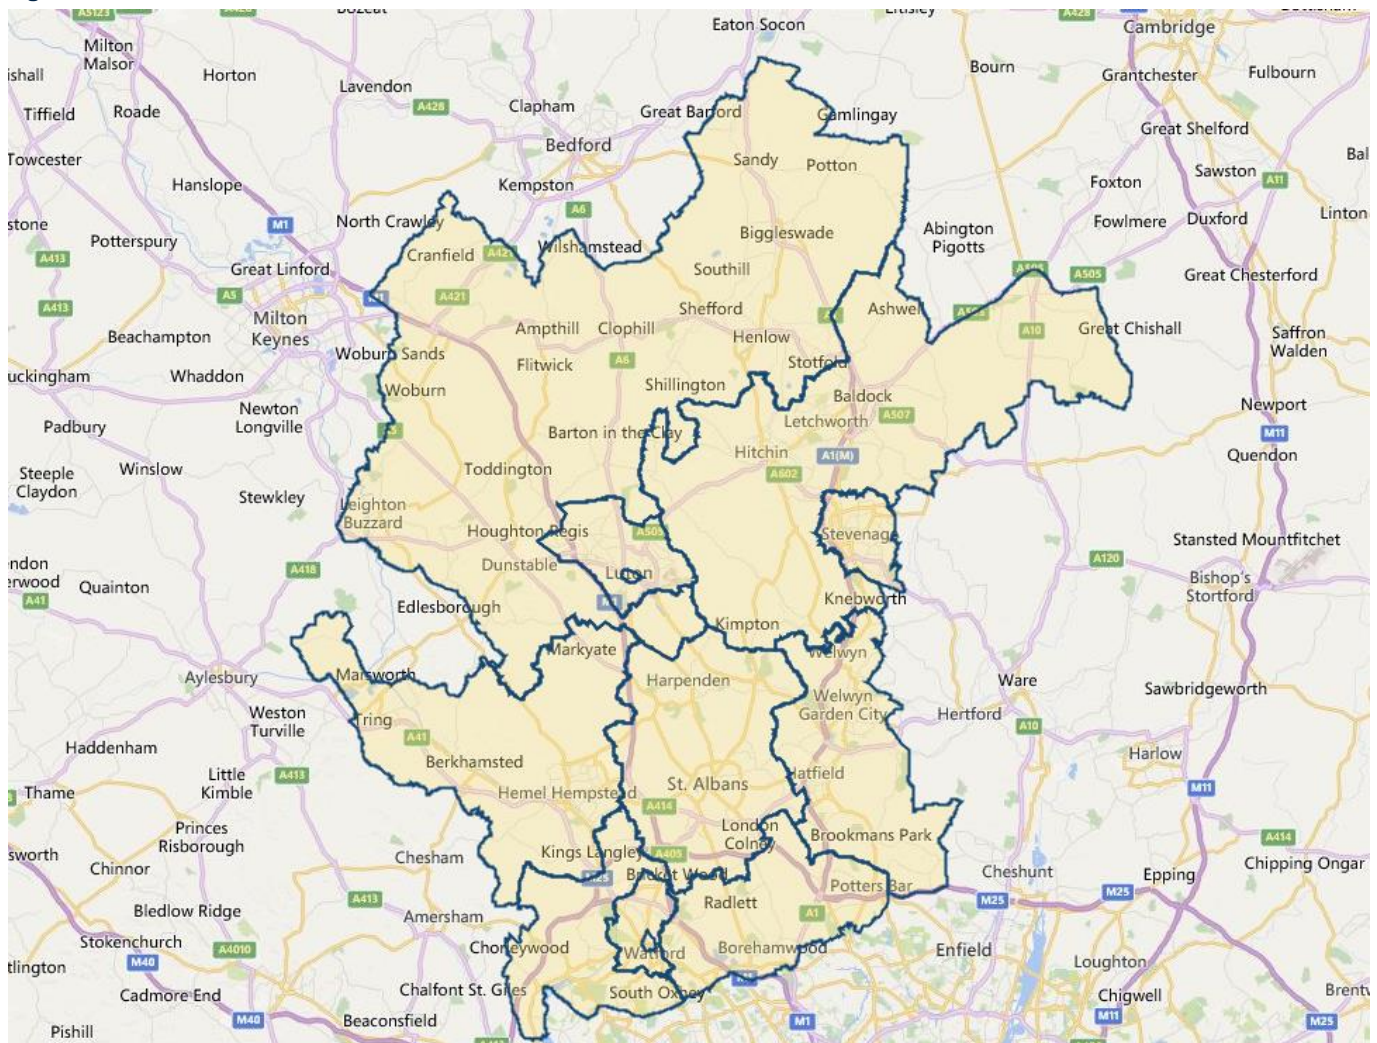 Eaton Socon
A428
Cambridge
Milton
Malsor
Horton
Lavendon
Bourn
Grantchester
Fulbourn
Tiffield
Roade
A428
Clapham
Great Barford
Gamlingay
Great Shelford
Towcester
Bedford
Sandy
Potton
Sawston
A11
Hanslope
Kempston
Foxton
Linton
M1
North Crawley
A6
Fowlmere
Duxford
Potterspury
Wilshamstead
Biggleswade
Abington
Pigotts
A413
Cranfield
Great Linford
Southill
A505
Great Chesterford
A5
A421
A413
Milton
Keynes
Shefford
Ashwell
A10
Great Chishall
Beachampton
Ampthill
Clophill
Henlow
Saffron
Walden
Woburn Sands
A6
Flitwick
Stotfold
Whaddon
Woburn
Shillington
Baldock
A507
Newton
Longville
Letchworth
Newport
Padbury
Barton in the Clay
Hitchin
A1(M)
M11
Quendon
Steeple
Claydon
Winslow
Toddington
A602
Stewkley
Leighton
Buzzard
Houghton Regis
A505
Stevenage
Stansted Mountfitchet
Dunstable
Luton
A120
Bishop's
Stortford
A418
Quainton
A41
Edlesborough
Knebworth
Kimpton
Markyate
Welwyn
Aylesbury
Marsworth
Harpenden
Ware
Sawbridgeworth
Weston
Turville
Tring
Welwyn
Garden City
Hertford
A10
A41
Haddenham
Berkhamsted
Harlow
Little
Kimble
A413
Hatfield
St. Albans
Thame
Hemel Hempstead
A414
M11
Princes
Risborough
London
Colney
Brookmans Park
A414
Chinnor
Chesham
Kings Langley
A405
Chipping Ongar
Bricket Wood
Cheshunt
Epping
M25
A413
Potters Bar
M25
M25
Bledlow Ridge
Amersham
Radlett
A1
Stokenchurch
A4010
Chorleywood
Watford
Borehamwood
Enfield
M40
Loughton
Cadmore End
Chalfont St. Giles
South Oxhey
Chigwell
M40
Beaconsfield
M1
M11
M25
Pishill